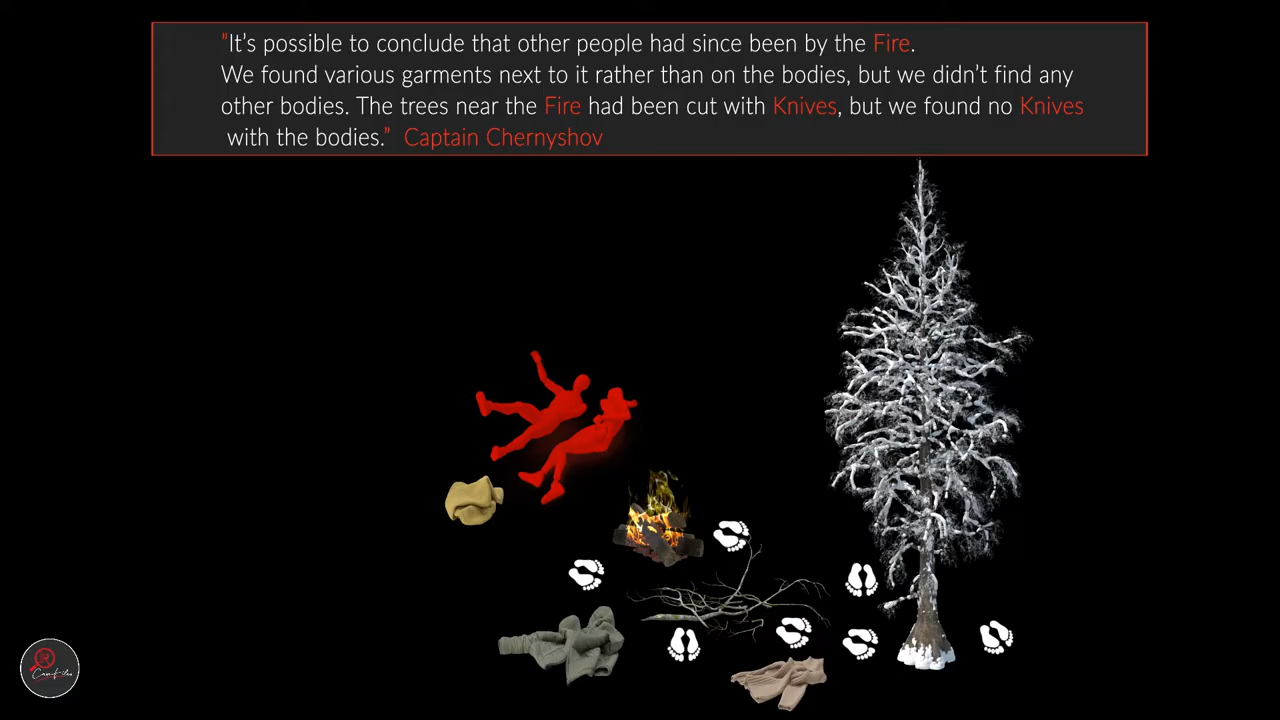 ”It’s possible to conclude that other people had since been by the Fire.
We found various garments next to it rather than on the bodies, but we didn’t find any
other bodies. The trees near the Fire had been cut with Knives, but we found no Knives
with the bodies.” Captain Chernyshov